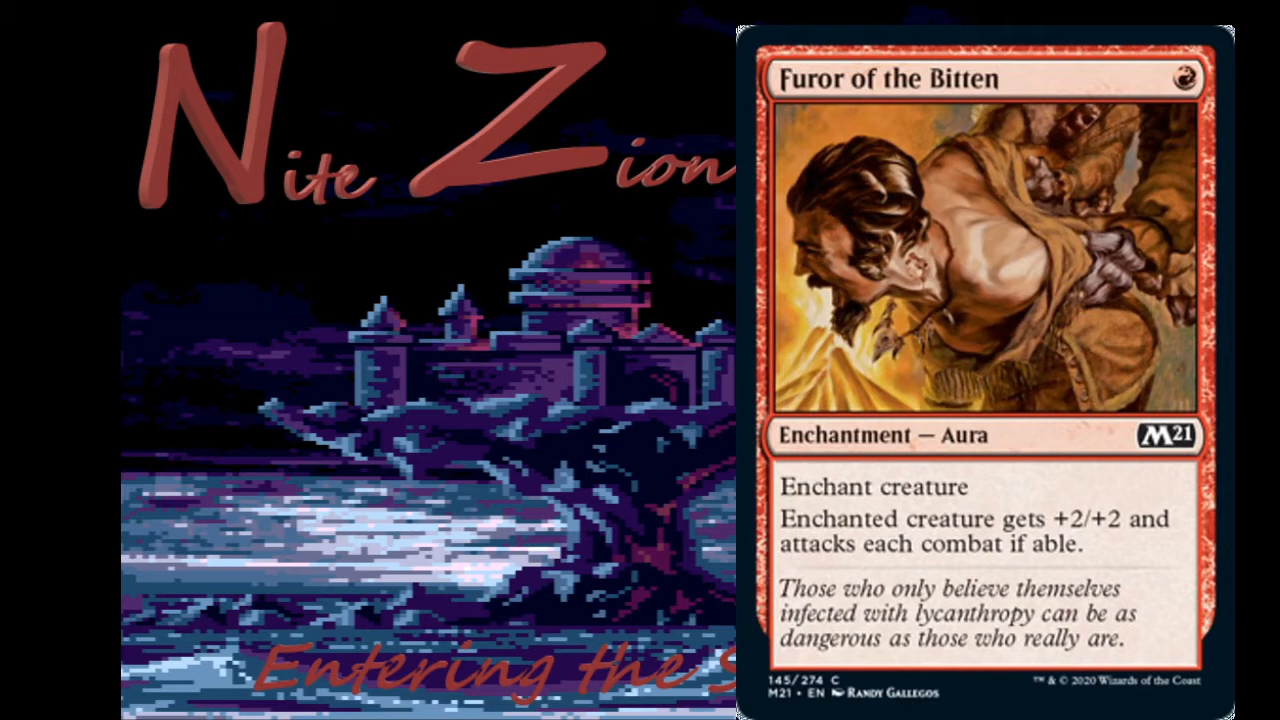 Nite Zion
Entering the S
Furor of the Bitten
Enchantment — Aura
M21
Enchant creature
Enchanted creature gets +2/+2 and
attacks each combat if able.
Those who only believe themselves
infected with lycanthropy can be as
dangerous as those who really are.
145/274 C
M21 • EN Randy Gallegos
™ & © 2020 Wizards of the Coast